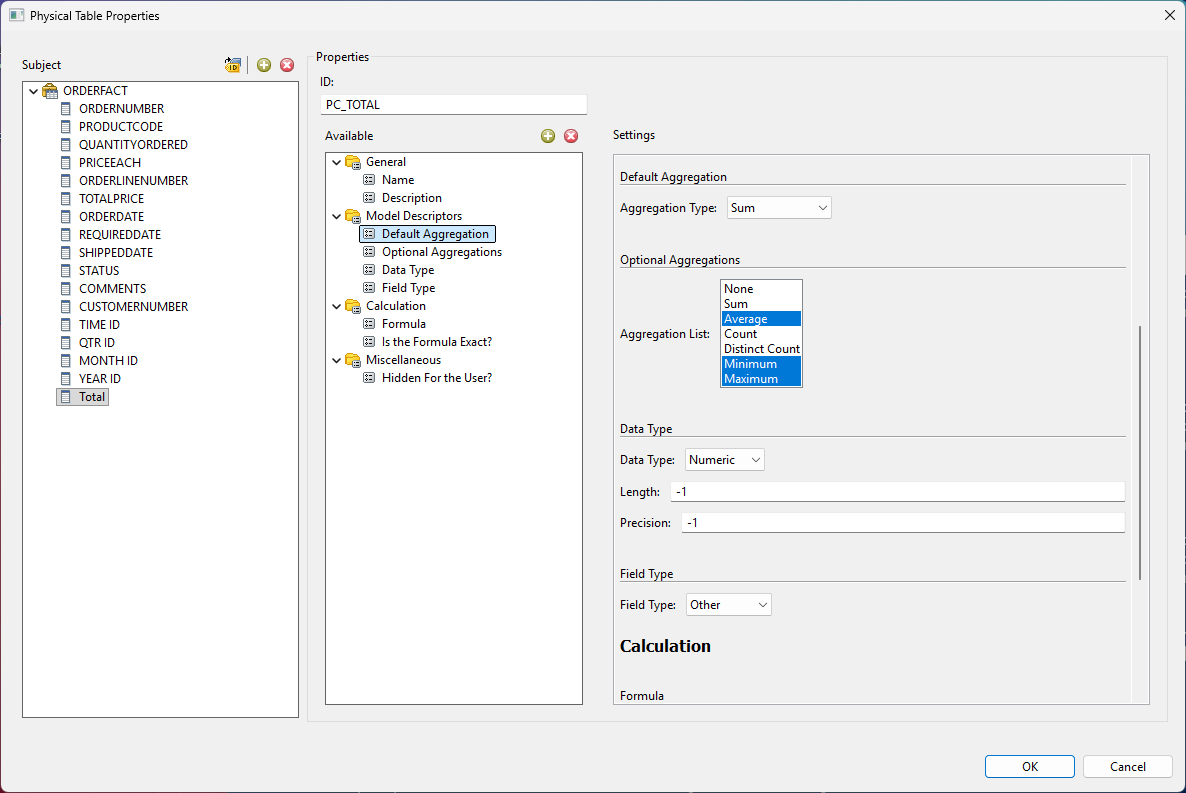 Physical Table Properties
Subject
ORDERFACT
ORDERNUMBER
PRODUCTCODE
QUANTITYORDERED
PRICEEACH
ORDERLINENUMBER
TOTALPRICE
ORDERDATE
REQUIREDDATE
SHIPPEDDATE
STATUS
COMMENTS
CUSTOMERNUMBER
TIME ID
QTR ID
MONTH ID
YEAR ID
Total
Properties
ID:
PC_TOTAL
Available
General
Name
Description
Model Descriptors
Default Aggregation
Optional Aggregations
Data Type
Field Type
Calculation
Formula
Is the Formula Exact?
Miscellaneous
Hidden For the User?
Settings
Default Aggregation
Aggregation Type: Sum
Optional Aggregations
Aggregation List:
None
Sum
Average
Count
Distinct Count
Minimum
Maximum
Data Type
Data Type: Numeric
Length: -1
Precision: -1
Field Type
Field Type: Other
Calculation
Formula
OK Cancel